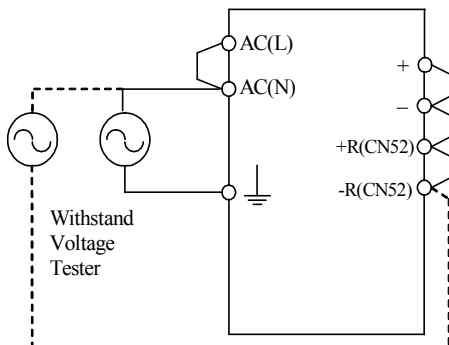 AC(L)
AC(N)
+
–
+R(CN52)
-R(CN52)
Withstand
Voltage
Tester